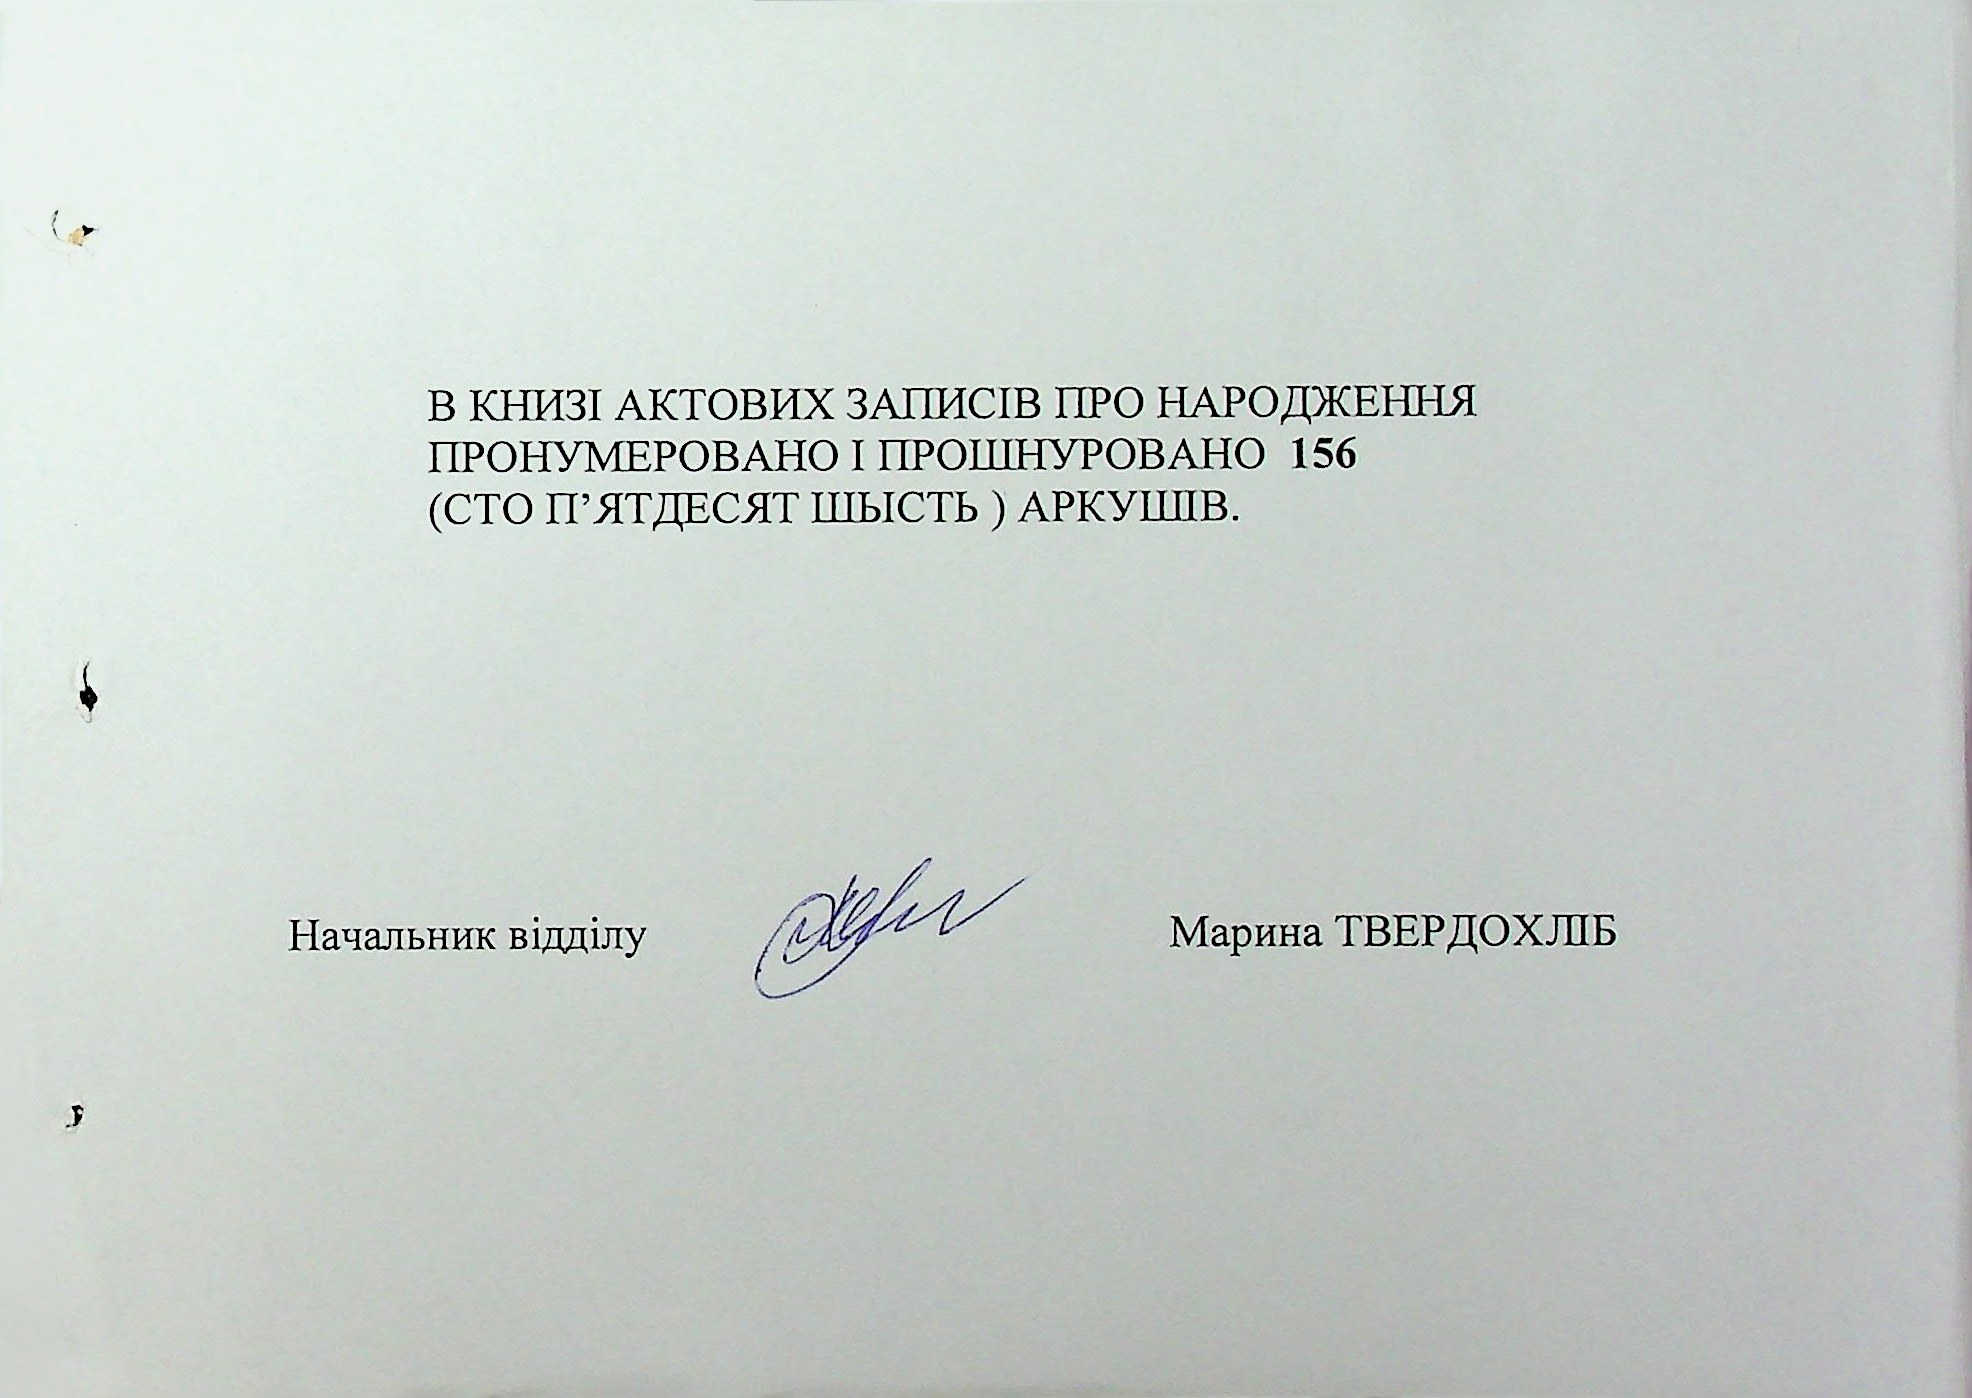 В КНИЗІ АКТОВИХ ЗАПИСІВ ПРО НАРОДЖЕННЯ
ПРОНУМЕРОВАНО І ПРОШНУРОВАНО 156
(СТО П’ЯТДЕСЯТ ШЫСТЬ ) АРКУШІВ.
Начальник відділу Марина ТВЕРДОХЛІБ